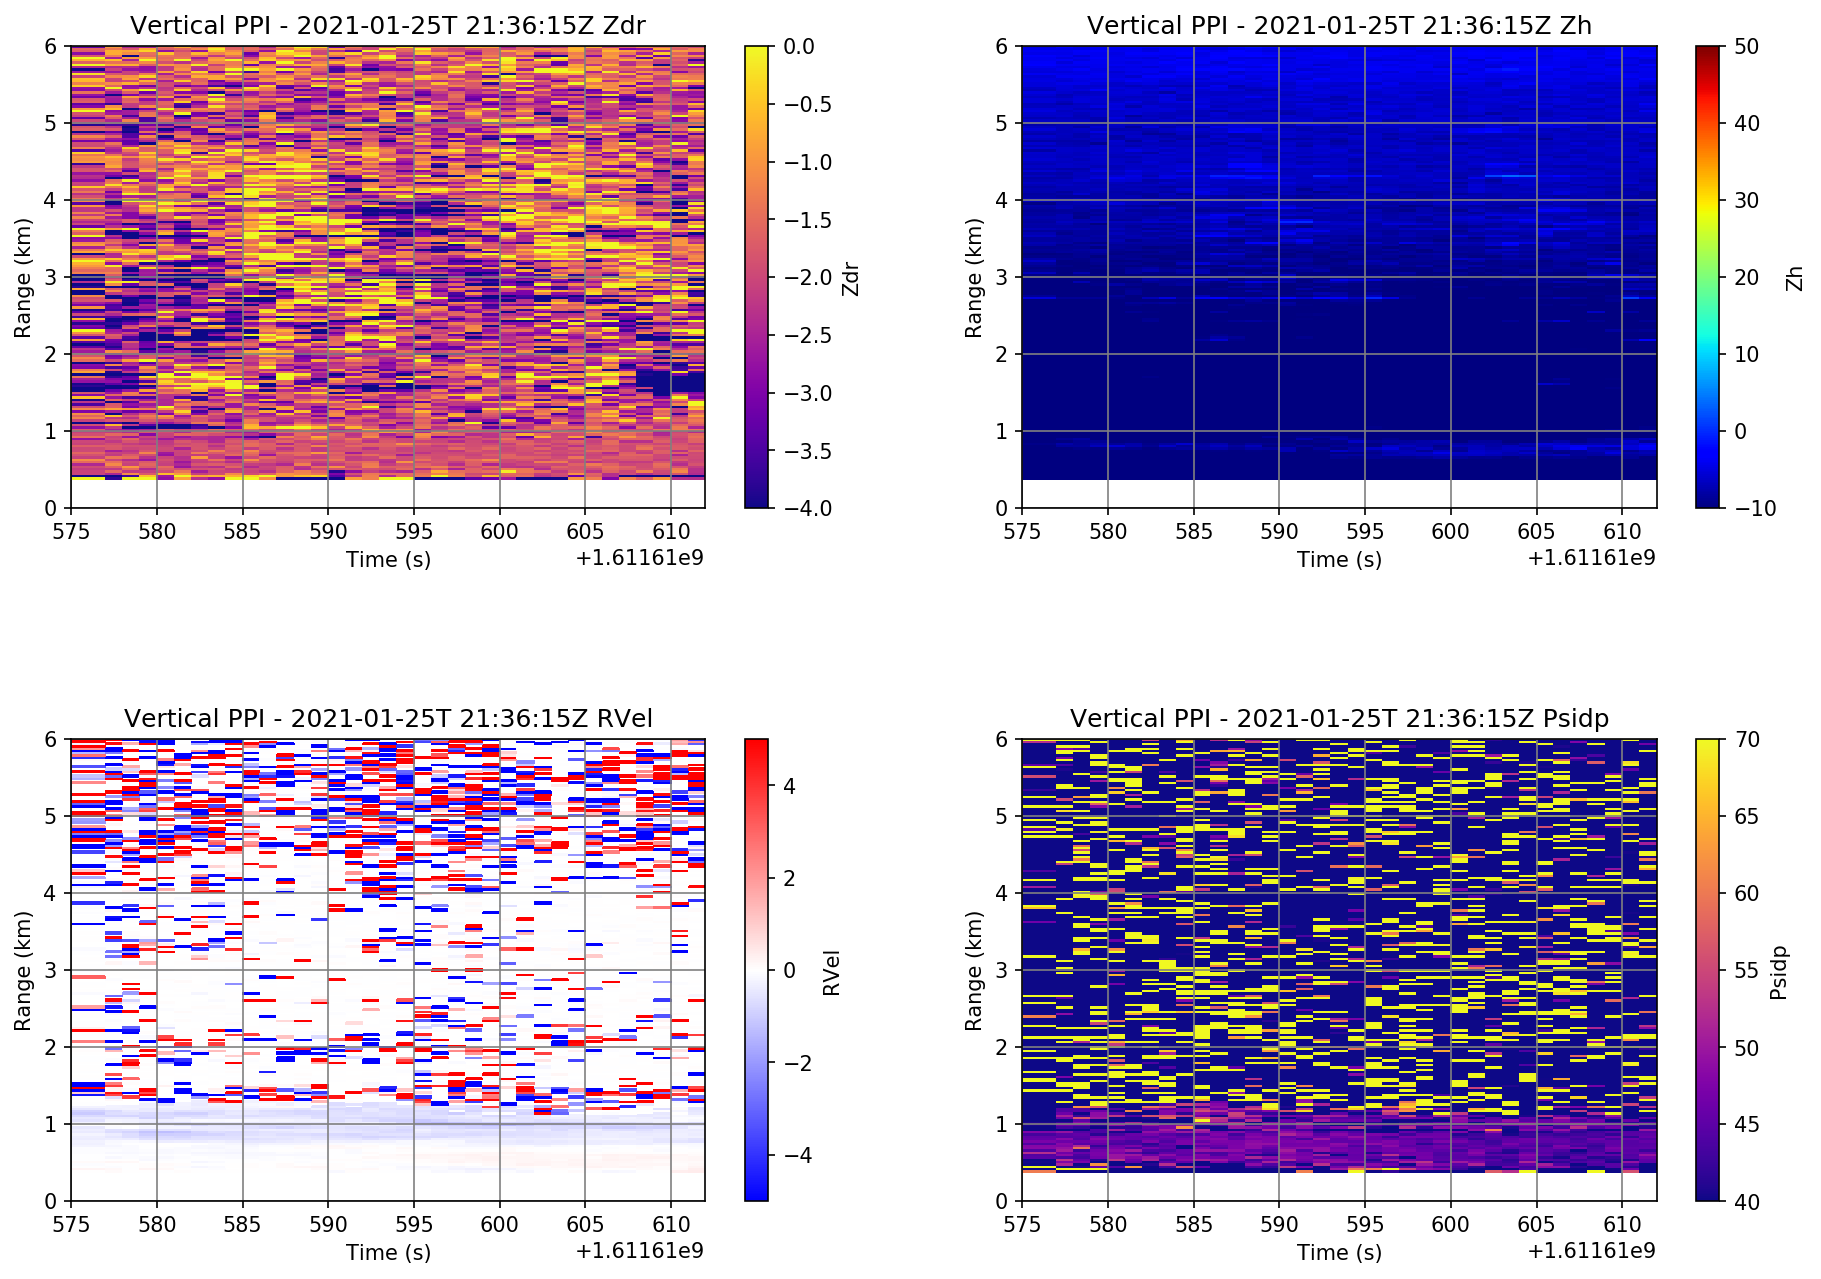 Vertical PPI - 2021-01-25T 21:36:15Z Zdr
6
5
4
3
2
1
0
Range (km)
575 580 585 590 595 600 605 610
Time (s)
+1.61161e9
0.0
−0.5
−1.0
−1.5
−2.0
−2.5
−3.0
−3.5
−4.0
Zdr
Vertical PPI - 2021-01-25T 21:36:15Z Zh
6
5
4
3
2
1
0
Range (km)
575 580 585 590 595 600 605 610
Time (s)
+1.61161e9
50
40
30
20
10
0
−10
Zh
Vertical PPI - 2021-01-25T 21:36:15Z RVel
6
5
4
3
2
1
0
Range (km)
575 580 585 590 595 600 605 610
Time (s)
+1.61161e9
4
2
0
−2
−4
RVel
Vertical PPI - 2021-01-25T 21:36:15Z Psidp
6
5
4
3
2
1
0
Range (km)
575 580 585 590 595 600 605 610
Time (s)
+1.61161e9
70
65
60
55
50
45
40
Psidp